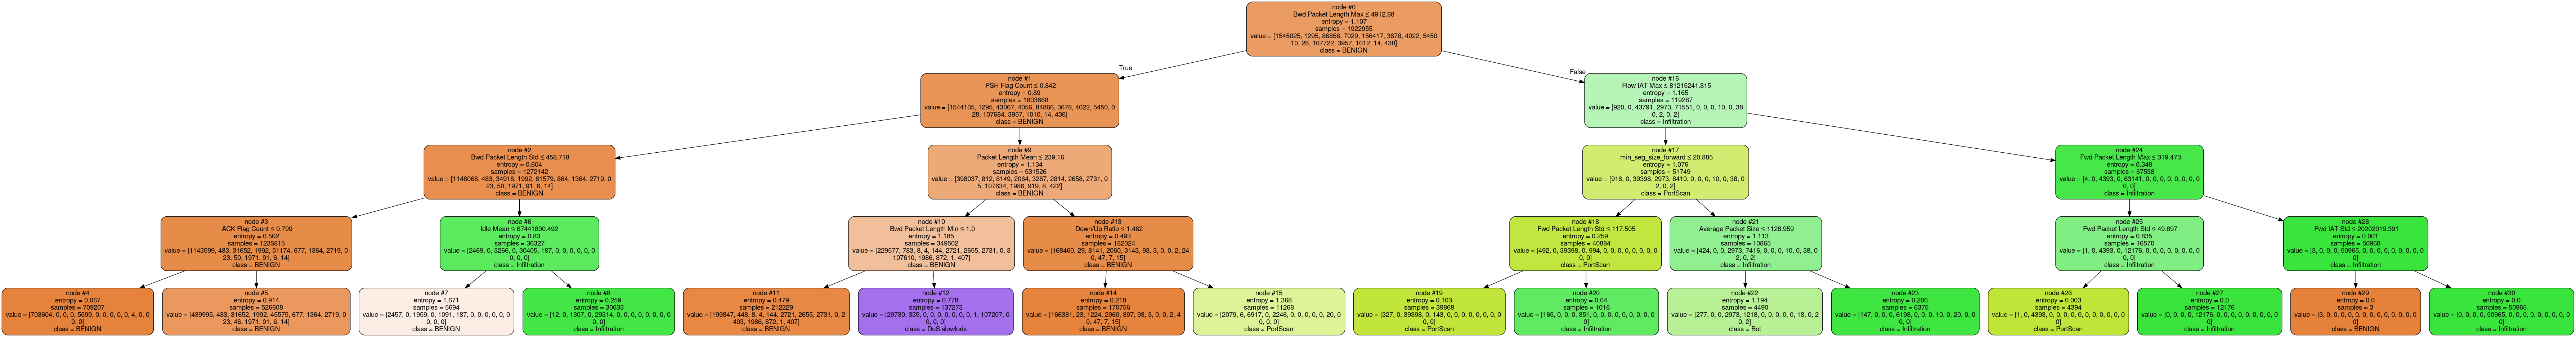 node #0
Bwd Packet Length Max ≤ 4912.88
entropy = 1.107
samples = 1922955
value = [1545025, 1295, 86858, 7029, 156417, 3678, 4022, 5450
10, 28, 107722, 3957, 1012, 14, 438]
class = BENIGN
True
False
node #1
PSH Flag Count ≤ 0.842
entropy = 0.89
samples = 1803668
value = [1544105, 1295, 43067, 4056, 84866, 3678, 4022, 5450, 0
28, 107684, 3957, 1010, 14, 436]
class = BENIGN
node #16
Flow IAT Max ≤ 81215241.815
entropy = 1.165
samples = 119287
value = [920, 0, 43791, 2973, 71551, 0, 0, 0, 10, 0, 38
0, 2, 0, 2]
class = Infiltration
node #2
Bwd Packet Length Std ≤ 458.718
entropy = 0.604
samples = 1272142
value = [1146068, 483, 34918, 1992, 81579, 864, 1364, 2719, 0
23, 50, 1971, 91, 6, 14]
class = BENIGN
node #9
Packet Length Mean ≤ 239.16
entropy = 1.134
samples = 531526
value = [398037, 812, 8149, 2064, 3287, 2814, 2658, 2731, 0
5, 107634, 1986, 919, 8, 422]
class = BENIGN
node #17
min_seg_size_forward ≤ 20.885
entropy = 1.076
samples = 51749
value = [916, 0, 39398, 2973, 8410, 0, 0, 0, 10, 0, 38, 0
2, 0, 2]
class = PortScan
node #24
Fwd Packet Length Max ≤ 319.473
entropy = 0.348
samples = 67538
value = [4, 0, 4393, 0, 63141, 0, 0, 0, 0, 0, 0, 0, 0
0, 0]
class = Infiltration
node #3
ACK Flag Count ≤ 0.799
entropy = 0.502
samples = 1235815
value = [1143599, 483, 31652, 1992, 51174, 677, 1364, 2719, 0
23, 50, 1971, 91, 6, 14]
class = BENIGN
node #6
Idle Mean ≤ 67441800.492
entropy = 0.83
samples = 36327
value = [2469, 0, 3266, 0, 30405, 187, 0, 0, 0, 0, 0, 0
0, 0, 0]
class = Infiltration
node #10
Bwd Packet Length Min ≤ 1.0
entropy = 1.185
samples = 349502
value = [229577, 783, 8, 4, 144, 2721, 2655, 2731, 0, 3
107610, 1986, 872, 1, 407]
class = BENIGN
node #13
Down/Up Ratio ≤ 1.462
entropy = 0.493
samples = 182024
value = [168460, 29, 8141, 2060, 3143, 93, 3, 0, 0, 2, 24
0, 47, 7, 15]
class = BENIGN
node #18
Fwd Packet Length Std ≤ 117.505
entropy = 0.259
samples = 40884
value = [492, 0, 39398, 0, 994, 0, 0, 0, 0, 0, 0, 0, 0
0, 0]
class = PortScan
node #21
Average Packet Size ≤ 1128.959
entropy = 1.113
samples = 10865
value = [424, 0, 0, 2973, 7416, 0, 0, 0, 10, 0, 38, 0
2, 0, 2]
class = Infiltration
node #25
Fwd Packet Length Std ≤ 49.897
entropy = 0.835
samples = 16570
value = [1, 0, 4393, 0, 12176, 0, 0, 0, 0, 0, 0, 0, 0
0, 0]
class = Infiltration
node #28
Fwd IAT Std ≤ 20202019.391
entropy = 0.001
samples = 50968
value = [3, 0, 0, 0, 50965, 0, 0, 0, 0, 0, 0, 0, 0, 0
0]
class = Infiltration
node #4
entropy = 0.067
samples = 709207
value = [703604, 0, 0, 0, 5599, 0, 0, 0, 0, 0, 4, 0, 0
0, 0]
class = BENIGN
node #5
entropy = 0.914
samples = 526608
value = [439995, 483, 31652, 1992, 45575, 677, 1364, 2719, 0
23, 46, 1971, 91, 6, 14]
class = BENIGN
node #7
entropy = 1.671
samples = 5694
value = [2457, 0, 1959, 0, 1091, 187, 0, 0, 0, 0, 0, 0
0, 0, 0]
class = BENIGN
node #8
entropy = 0.259
samples = 30633
value = [12, 0, 1307, 0, 29314, 0, 0, 0, 0, 0, 0, 0, 0
0, 0]
class = Infiltration
node #11
entropy = 0.479
samples = 212229
value = [199847, 448, 8, 4, 144, 2721, 2655, 2731, 0, 2
403, 1986, 872, 1, 407]
class = BENIGN
node #12
entropy = 0.778
samples = 137273
value = [29730, 335, 0, 0, 0, 0, 0, 0, 0, 1, 107207, 0
0, 0, 0]
class = DoS slowloris
node #14
entropy = 0.218
samples = 170756
value = [166381, 23, 1224, 2060, 897, 93, 3, 0, 0, 2, 4
0, 47, 7, 15]
class = BENIGN
node #15
entropy = 1.368
samples = 11268
value = [2079, 6, 6917, 0, 2246, 0, 0, 0, 0, 0, 20, 0
0, 0, 0]
class = PortScan
node #19
entropy = 0.103
samples = 39868
value = [327, 0, 39398, 0, 143, 0, 0, 0, 0, 0, 0, 0, 0
0, 0]
class = PortScan
node #20
entropy = 0.64
samples = 1016
value = [165, 0, 0, 0, 851, 0, 0, 0, 0, 0, 0, 0, 0, 0
0]
class = Infiltration
node #22
entropy = 1.194
samples = 4490
value = [277, 0, 0, 2973, 1218, 0, 0, 0, 0, 0, 18, 0, 2
0, 2]
class = Bot
node #23
entropy = 0.206
samples = 6375
value = [147, 0, 0, 0, 6198, 0, 0, 0, 10, 0, 20, 0, 0
0, 0]
class = Infiltration
node #26
entropy = 0.003
samples = 4394
value = [1, 0, 4393, 0, 0, 0, 0, 0, 0, 0, 0, 0, 0, 0
0]
class = PortScan
node #27
entropy = 0.0
samples = 12176
value = [0, 0, 0, 0, 12176, 0, 0, 0, 0, 0, 0, 0, 0, 0
0]
class = Infiltration
node #29
entropy = 0.0
samples = 3
value = [3, 0, 0, 0, 0, 0, 0, 0, 0, 0, 0, 0, 0, 0
0]
class = BENIGN
node #30
entropy = 0.0
samples = 50965
value = [0, 0, 0, 0, 50965, 0, 0, 0, 0, 0, 0, 0, 0, 0
0]
class = Infiltration